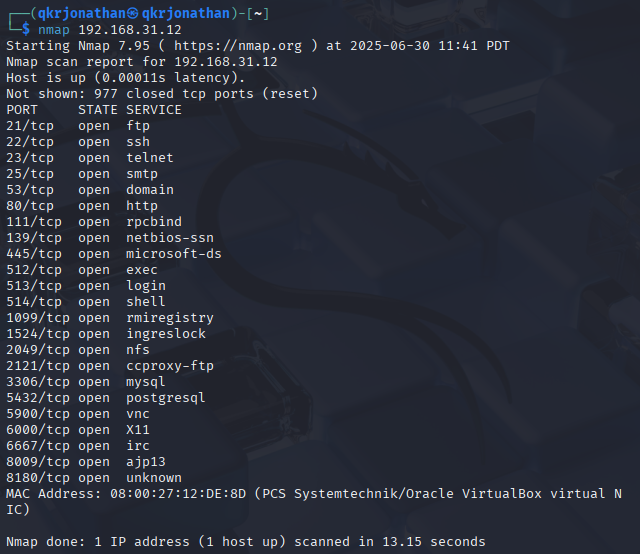 ┌──(qkrjonathan㉿qkrjonathan)-[~]
└─$ nmap 192.168.31.12
Starting Nmap 7.95 ( https://nmap.org ) at 2025-06-30 11:41 PDT
Nmap scan report for 192.168.31.12
Host is up (0.00011s latency).
Not shown: 977 closed tcp ports (reset)
PORT     STATE SERVICE
21/tcp   open  ftp
22/tcp   open  ssh
23/tcp   open  telnet
25/tcp   open  smtp
53/tcp   open  domain
80/tcp   open  http
111/tcp  open  rpcbind
139/tcp  open  netbios-ssn
445/tcp  open  microsoft-ds
512/tcp  open  exec
513/tcp  open  login
514/tcp  open  shell
1099/tcp open  rmiregistry
1524/tcp open  ingreslock
2049/tcp open  nfs
2121/tcp open  ccproxy-ftp
3306/tcp open  mysql
5432/tcp open  postgresql
5900/tcp open  vnc
6000/tcp open  X11
6667/tcp open  irc
8009/tcp open  ajp13
8180/tcp open  unknown
MAC Address: 08:00:27:12:DE:8D (PCS Systemtechnik/Oracle VirtualBox virtual N
IC)
Nmap done: 1 IP address (1 host up) scanned in 13.15 seconds